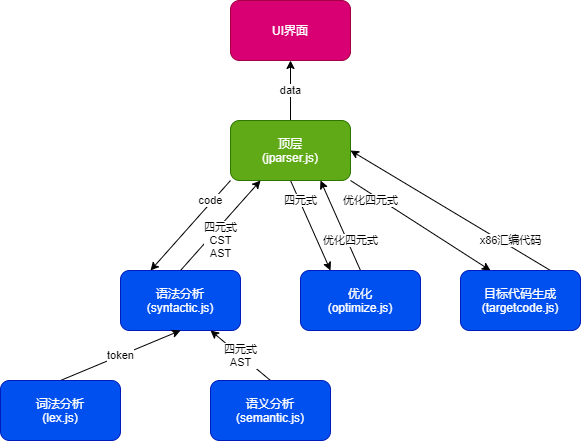 UI界面
data
顶层
(jparser.js)
code
四元式
CST
AST
四元式
优化四元式
优化四元式
x86汇编代码
语法分析
(syntactic.js)
优化
(optimize.js)
目标代码生成
(targetcode.js)
token
四元式
AST
词法分析
(lex.js)
语义分析
(semantic.js)